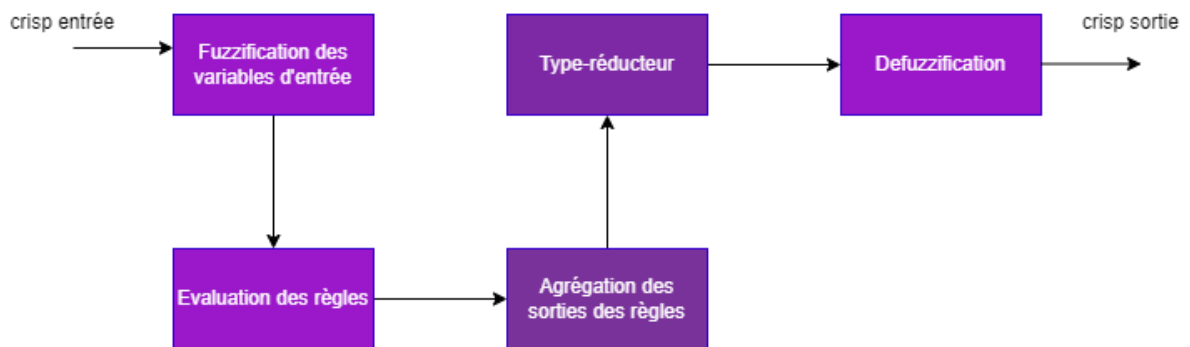 crisp entrée
Fuzzification des
variables d'entrée
Evaluation des règles
Agrégation des
sorties des règles
Type-réducteur
Defuzzification
crisp sortie